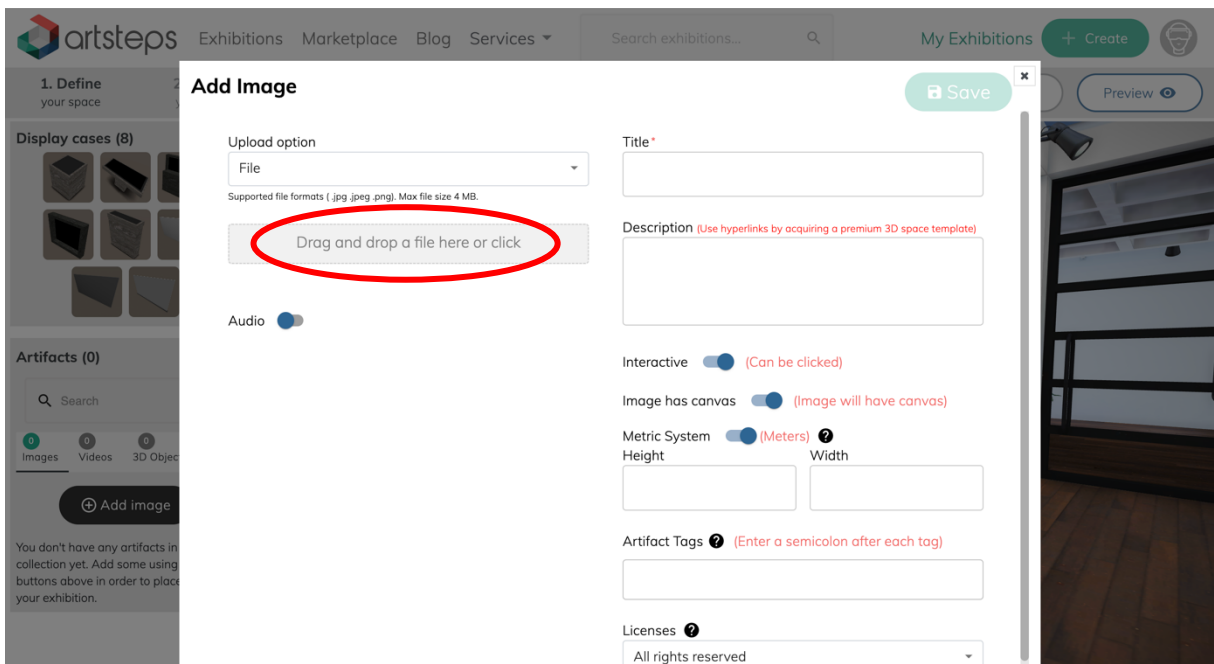 artsteps Exhibitions Marketplace Blog Services Search exhibitions... My Exhibitions + Create
1. Define
your space
2
Add Image
Save
Preview
Display cases (8)
Upload option
File
Supported file formats ( .jpg .jpeg .png). Max file size 4 MB.
Drag and drop a file here or click
Audio
Title*
Description (Use hyperlinks by acquiring a premium 3D space template)
Interactive (Can be clicked)
Image has canvas (Image will have canvas)
Metric System (Meters) ?
Height Width
Artifact Tags ? (Enter a semicolon after each tag)
Licenses ?
All rights reserved
Artifacts (0)
Search
0 0 0
Images Videos 3D Objec
Add image
You don't have any artifacts in
collection yet. Add some using
buttons above in order to place
your exhibition.